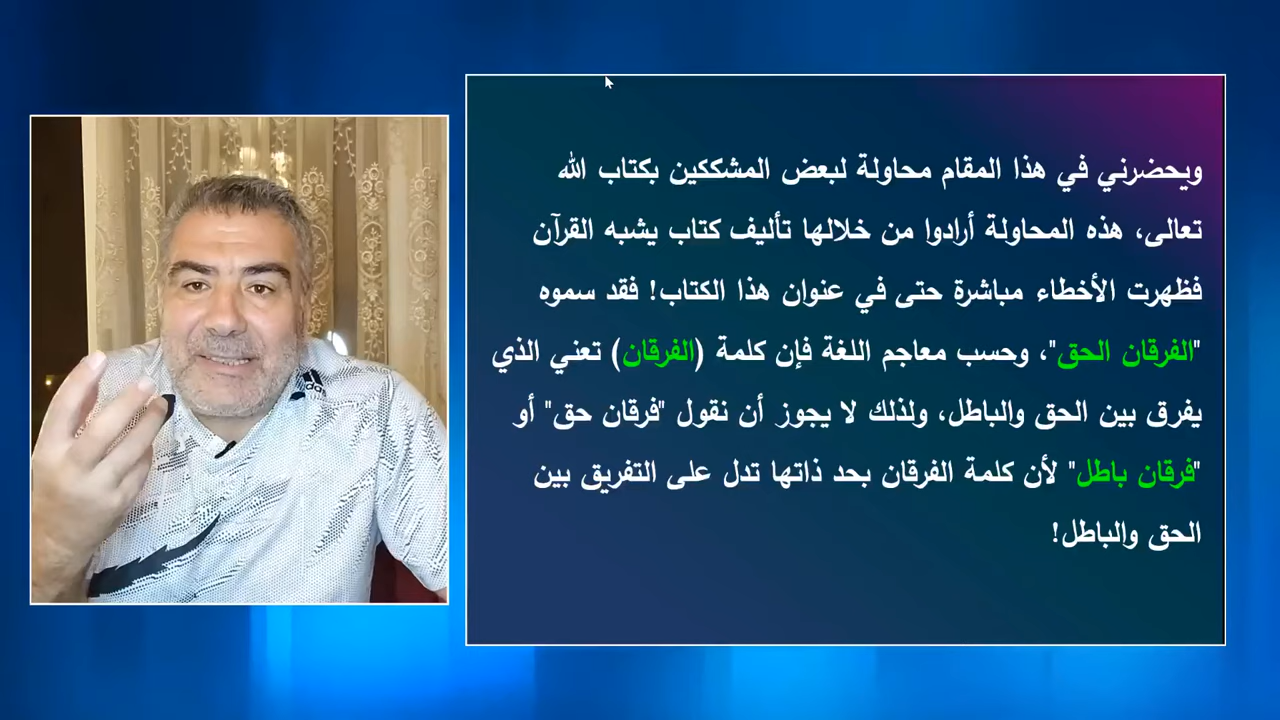 ويحضرني في هذا المقام محاولة لبعض المشككين بكتاب الله
تعالى، هذه المحاولة أرادوا من خلالها تأليف كتاب يشبه القرآن
فظهرت الأخطاء مباشرة حتى في عنوان هذا الكتاب! فقد سموه
"الفرقان الحق"، وحسب معاجم اللغة فإن كلمة (الفرقان) تعني الذي
يفرق بين الحق والباطل، ولذلك لا يجوز أن نقول "فرقان حق" أو
"فرقان باطل" لأن كلمة الفرقان بحد ذاتها تدل على التفريق بين
الحق والباطل!